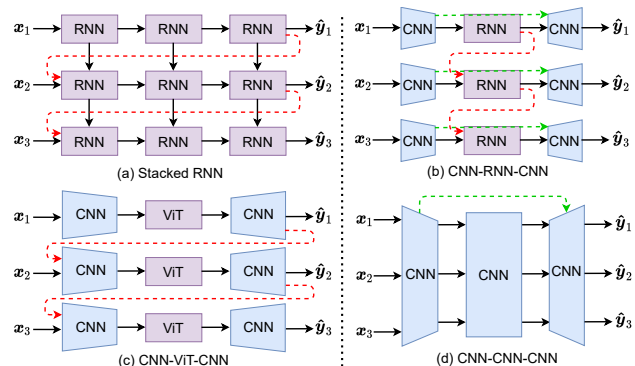 x₁ RNN RNN RNN ŷ₁
x₂ RNN RNN RNN ŷ₂
x₃ RNN RNN RNN ŷ₃
(a) Stacked RNN
x₁ CNN RNN CNN ŷ₁
x₂ CNN RNN CNN ŷ₂
x₃ CNN RNN CNN ŷ₃
(b) CNN-RNN-CNN
x₁ CNN ViT CNN ŷ₁
x₂ CNN ViT CNN ŷ₂
x₃ CNN ViT CNN ŷ₃
(c) CNN-ViT-CNN
x₁ ŷ₁
x₂ CNN CNN CNN ŷ₂
x₃ ŷ₃
(d) CNN-CNN-CNN